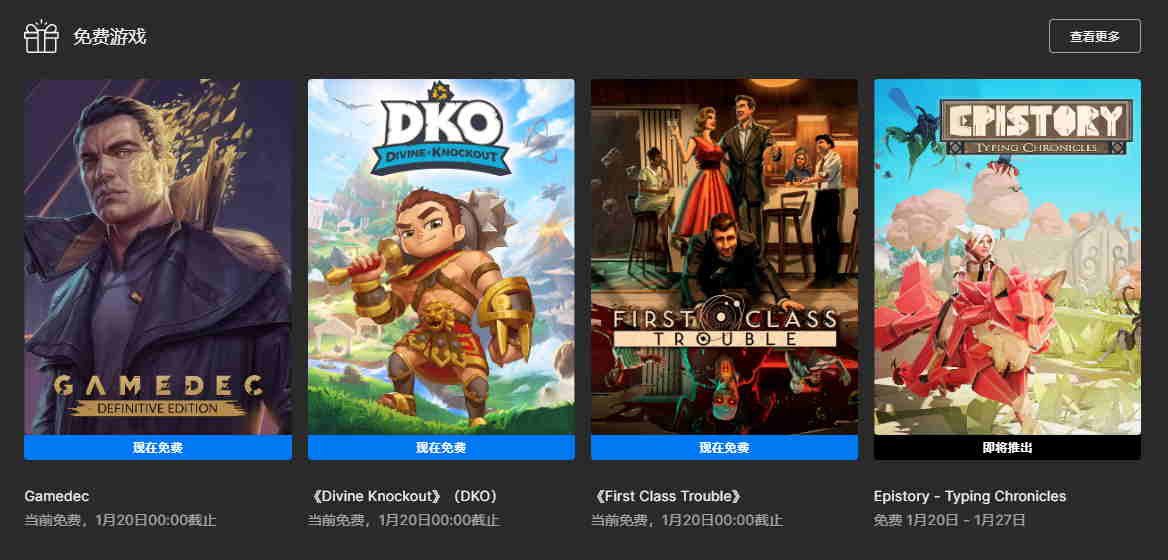 免费游戏
查看更多
GAMEDEC
DEFINITIVE EDITION
DKO
DIVINE KNOCKOUT
FIRST CLASS
TROUBLE
EPISTORY
TYPING CHRONICLES
现在免费
现在免费
现在免费
即将推出
Gamedec
当前免费，1月20日00:00截止
《Divine Knockout》（DKO）
当前免费，1月20日00:00截止
《First Class Trouble》
当前免费，1月20日00:00截止
Epistory - Typing Chronicles
免费 1月20日 - 1月27日